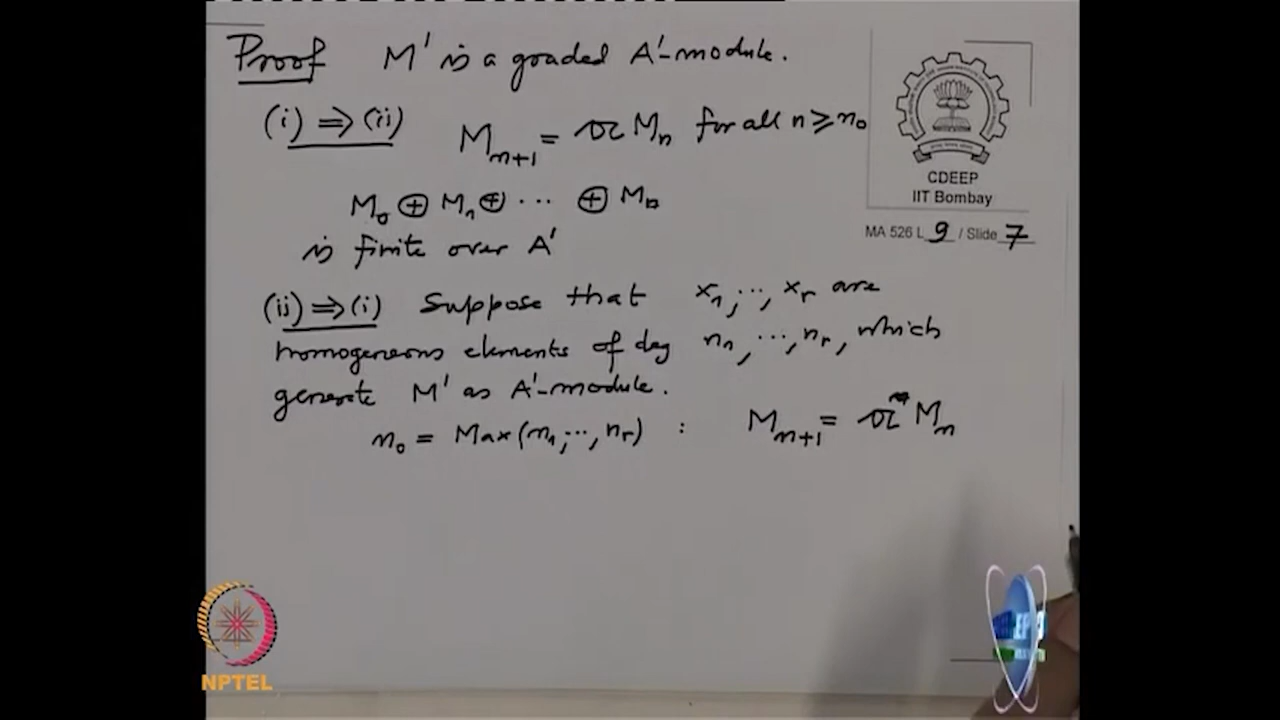 Proof M' is a graded A'-module.
(i) ⇒ (ii) M_{n+1} = 𝔞 M_n for all n ≥ n_0
M_0 ⊕ M_1 ⊕ ··· ⊕ M_{n_0}
is finite over A'
(ii) ⇒ (i) Suppose that x_1, ..., x_r are
homogeneous elements of deg n_1, ..., n_r, which
generate M' as A'-module.
n_0 = Max(n_1, ..., n_r) : M_{n+1} = 𝔞 M_n
CDEEP
IIT Bombay
MA 526 L 9 / Slide 7
NPTEL